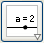 a = 2